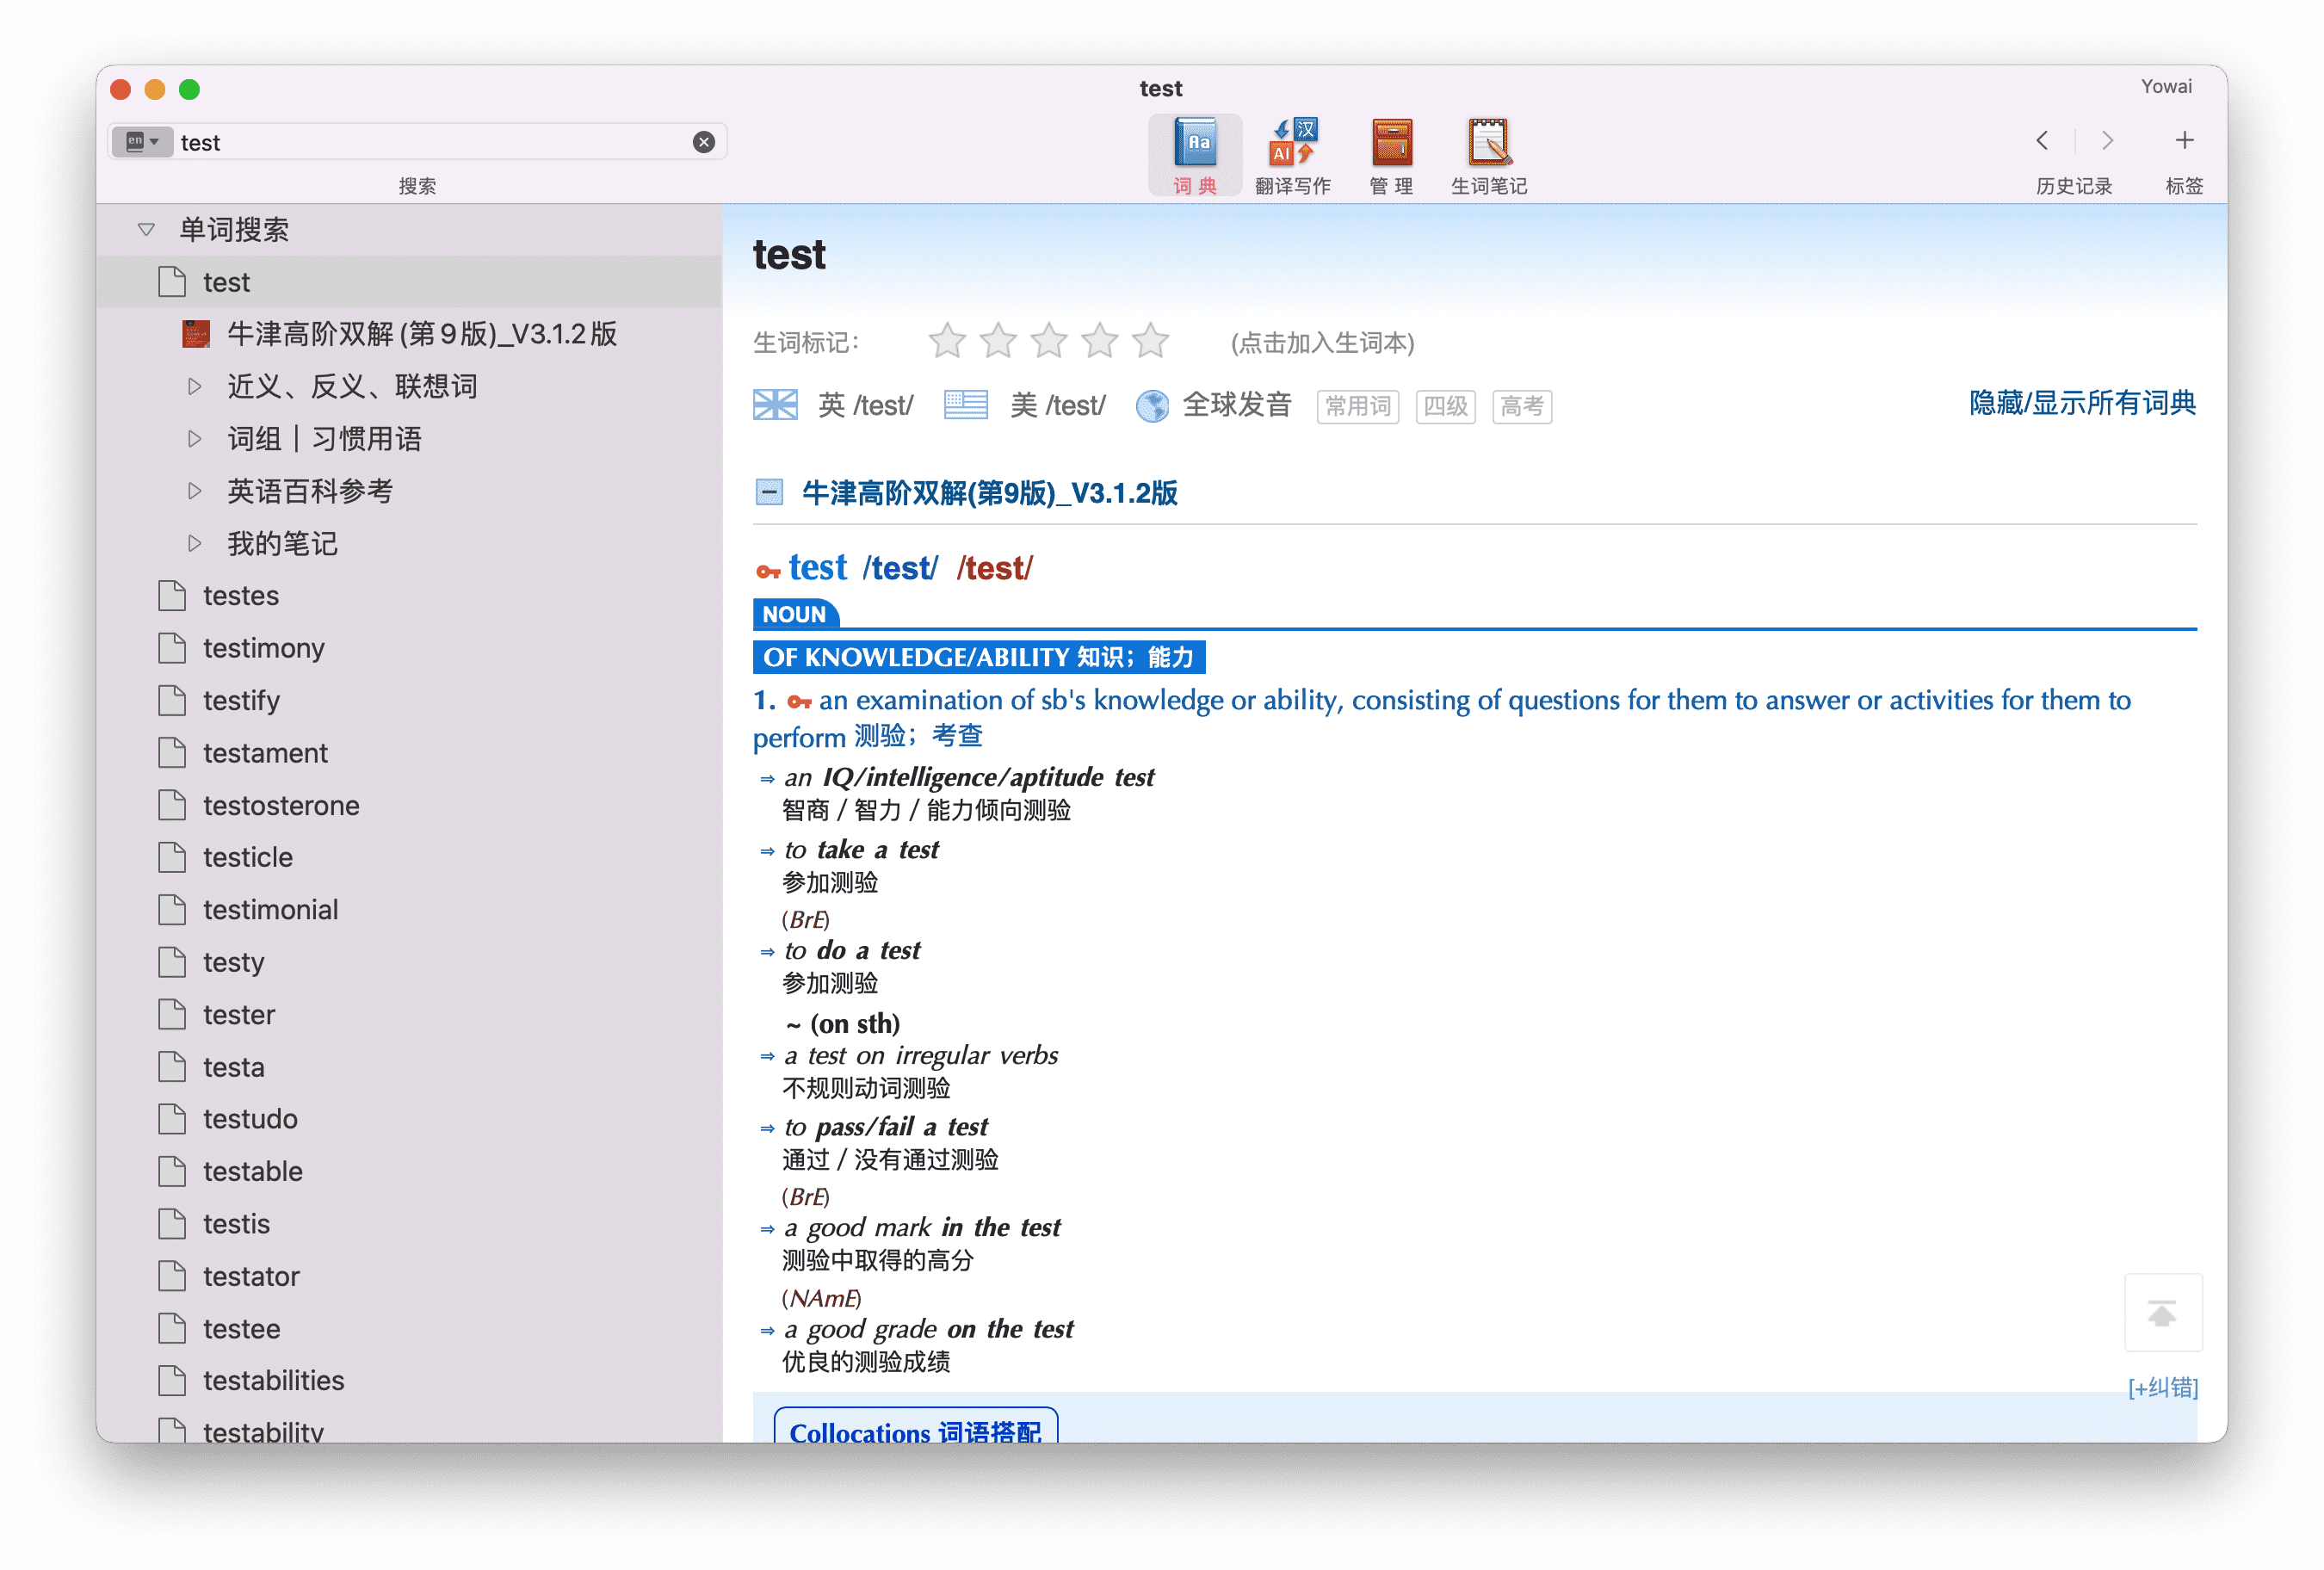 test
Yowai
en
test
搜索
Aa
词 典
汉
AI
翻译写作
管 理
生词笔记
历史记录
标签
单词搜索
test
牛津高阶双解 (第 9 版)_V3.1.2 版
近义、反义、联想词
词组｜习惯用语
英语百科参考
我的笔记
testes
testimony
testify
testament
testosterone
testicle
testimonial
testy
tester
testa
testudo
testable
testis
testator
testee
testabilities
testability
test
生词标记：
(点击加入生词本)
英 /test/ 美 /test/ 全球发音 常用词 四级 高考
隐藏/显示所有词典
牛津高阶双解(第9版)_V3.1.2版
test /test/ /test/
NOUN
OF KNOWLEDGE/ABILITY 知识；能力
1. an examination of sb's knowledge or ability, consisting of questions for them to answer or activities for them to
perform 测验；考查
⇒ an IQ/intelligence/aptitude test
智商 / 智力 / 能力倾向测验
⇒ to take a test
参加测验
(BrE)
⇒ to do a test
参加测验
~ (on sth)
⇒ a test on irregular verbs
不规则动词测验
⇒ to pass/fail a test
通过 / 没有通过测验
(BrE)
⇒ a good mark in the test
测验中取得的高分
(NAmE)
⇒ a good grade on the test
优良的测验成绩
[+纠错]
Collocations 词语搭配